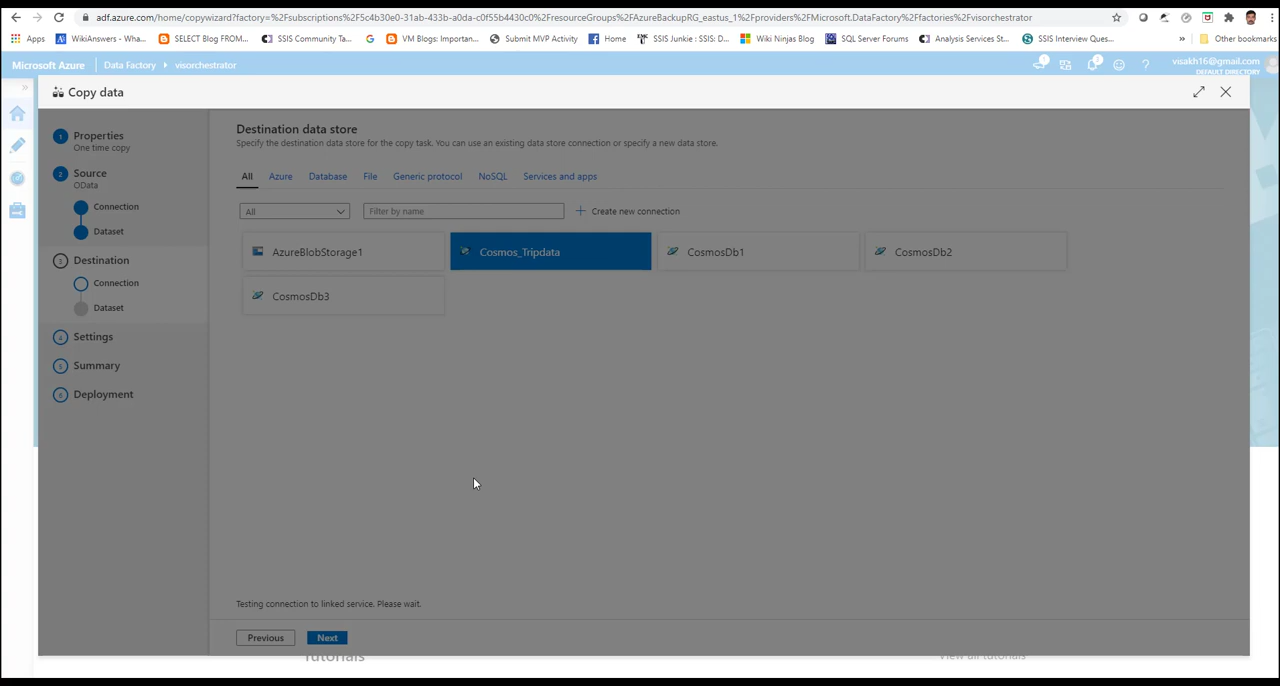 adf.azure.com/home/copywizard?factory=%2Fsubscriptions%2F5c4b30e0-31ab-433b-a0da-c0f55b4430c0%2FresourceGroups%2FAzureBackupRG_eastus_1%2Fproviders%2FMicrosoft.DataFactory%2Ffactories%2Fvisorchestrator
Apps WikiAnswers - Wha... SELECT Blog FROM... SSIS Community Ta... VM Blogs: Importan... Submit MVP Activity Home SSIS Junkie : SSIS: D... Wiki Ninjas Blog SQL Server Forums Analysis Services St... SSIS Interview Ques... » Other bookmarks
Microsoft Azure Data Factory visorchestrator
visakh16@gmail.com
DEFAULT DIRECTORY
»
Copy data
1 Properties
One time copy
2 Source
OData
Connection
Dataset
3 Destination
Connection
Dataset
4 Settings
5 Summary
6 Deployment
Destination data store
Specify the destination data store for the copy task. You can use an existing data store connection or specify a new data store.
All Azure Database File Generic protocol NoSQL Services and apps
All Filter by name + Create new connection
AzureBlobStorage1 Cosmos_Tripdata CosmosDb1 CosmosDb2
CosmosDb3
Testing connection to linked service. Please wait.
Previous Next
Tutorials View all tutorials